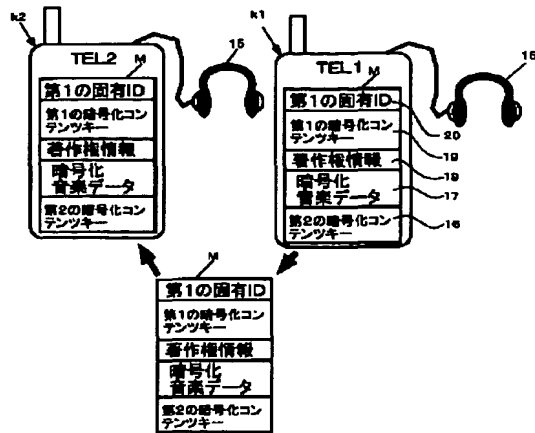 k2
TEL2
M
15
第1の固有ID
第1の暗号化コン
テンツキー
著作権情報
暗号化
音楽データ
第2の暗号化コン
テンツキー
k1
TEL1
M
15
第1の固有ID
20
第1の暗号化コン
テンツキー
19
著作権情報
18
暗号化
音楽データ
17
第2の暗号化コン
テンツキー
16
M
第1の固有ID
第1の暗号化コン
テンツキー
著作権情報
暗号化
音楽データ
第2の暗号化コン
テンツキー